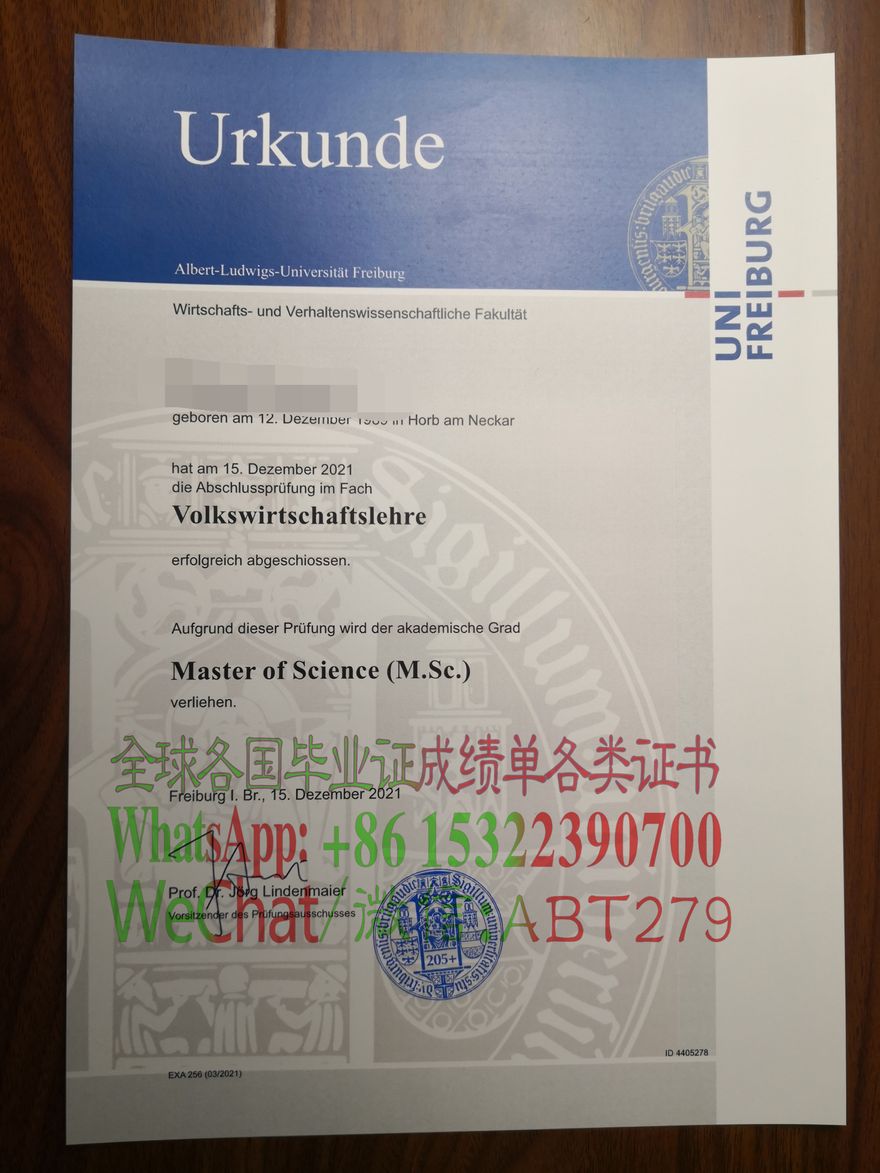 Urkunde
Albert-Ludwigs-Universität Freiburg
UNI
FREIBURG
Wirtschafts- und Verhaltenswissenschaftliche Fakultät
geboren am 12. Dezember in Horb am Neckar
hat am 15. Dezember 2021
die Abschlussprüfung im Fach
Volkswirtschaftslehre
erfolgreich abgeschiossen.
Aufgrund dieser Prüfung wird der akademische Grad
Master of Science (M.Sc.)
verliehen.
全球各国毕业证成绩单各类证书
Freiburg I. Br., 15. Dezember 2021
WhatsApp: +86 15322390700
Prof. Dr. Jörg Lindenmaier
WeChat/微信: ABT279
Vorsitzender des Prüfungsausschusses
205+
ID 4405278
EXA 256 (03/2021)